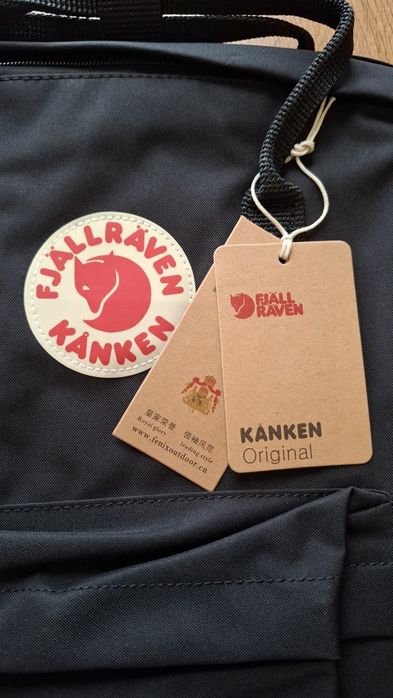 FJÄLLRÄVEN
KÅNKEN
FJÄLL
RÄVEN
KÅNKEN
Original
皇家荣誉
Royal glory
领袖风范
leading style
www.fenixoutdoor.cn